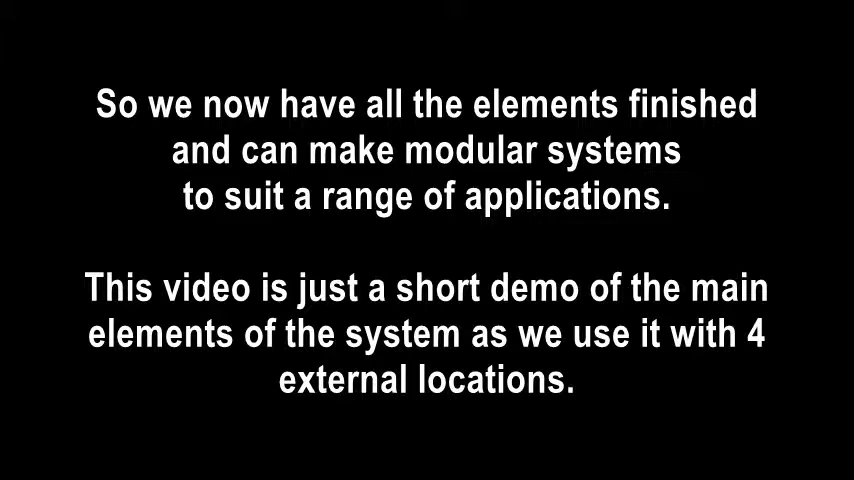 So we now have all the elements finished
and can make modular systems
to suit a range of applications.
This video is just a short demo of the main
elements of the system as we use it with 4
external locations.